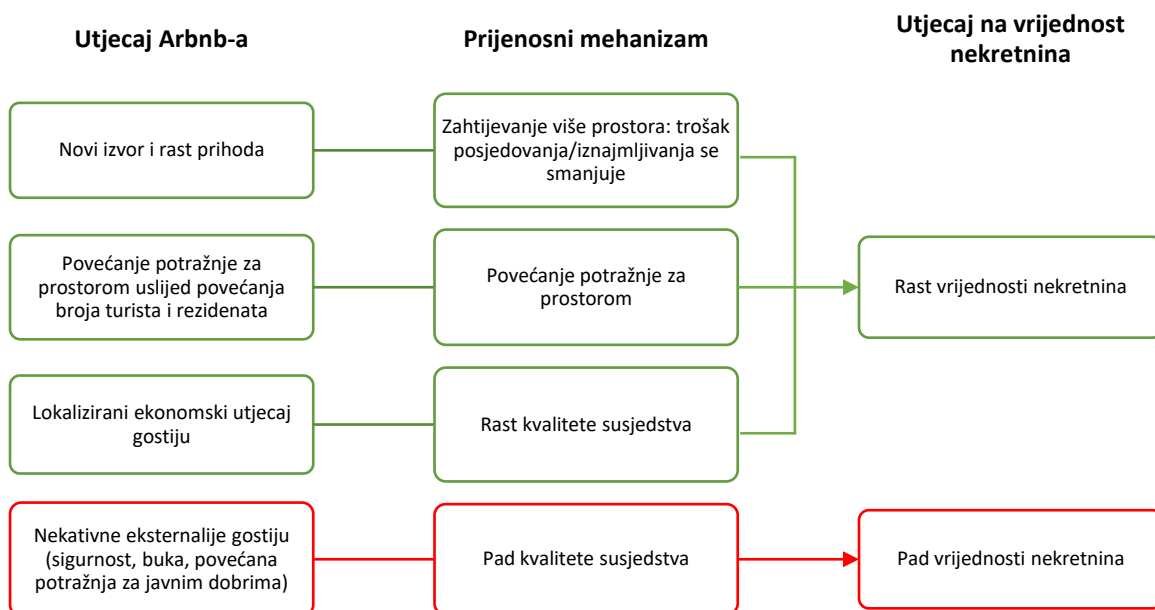 Utjecaj Arbnb-a
Prijenosni mehanizam
Utjecaj na vrijednost
nekretnina
Novi izvor i rast prihoda
Zahtijevanje više prostora: trošak
posjedovanja/iznajmljivanja se
smanjuje
Povećanje potražnje za
prostorom uslijed povećanja
broja turista i rezidenata
Povećanje potražnje za
prostorom
Rast vrijednosti nekretnina
Lokalizirani ekonomski utjecaj
gostiju
Rast kvalitete susjedstva
Nekativne eksternalije gostiju
(sigurnost, buka, povećana
potražnja za javnim dobrima)
Pad kvalitete susjedstva
Pad vrijednosti nekretnina